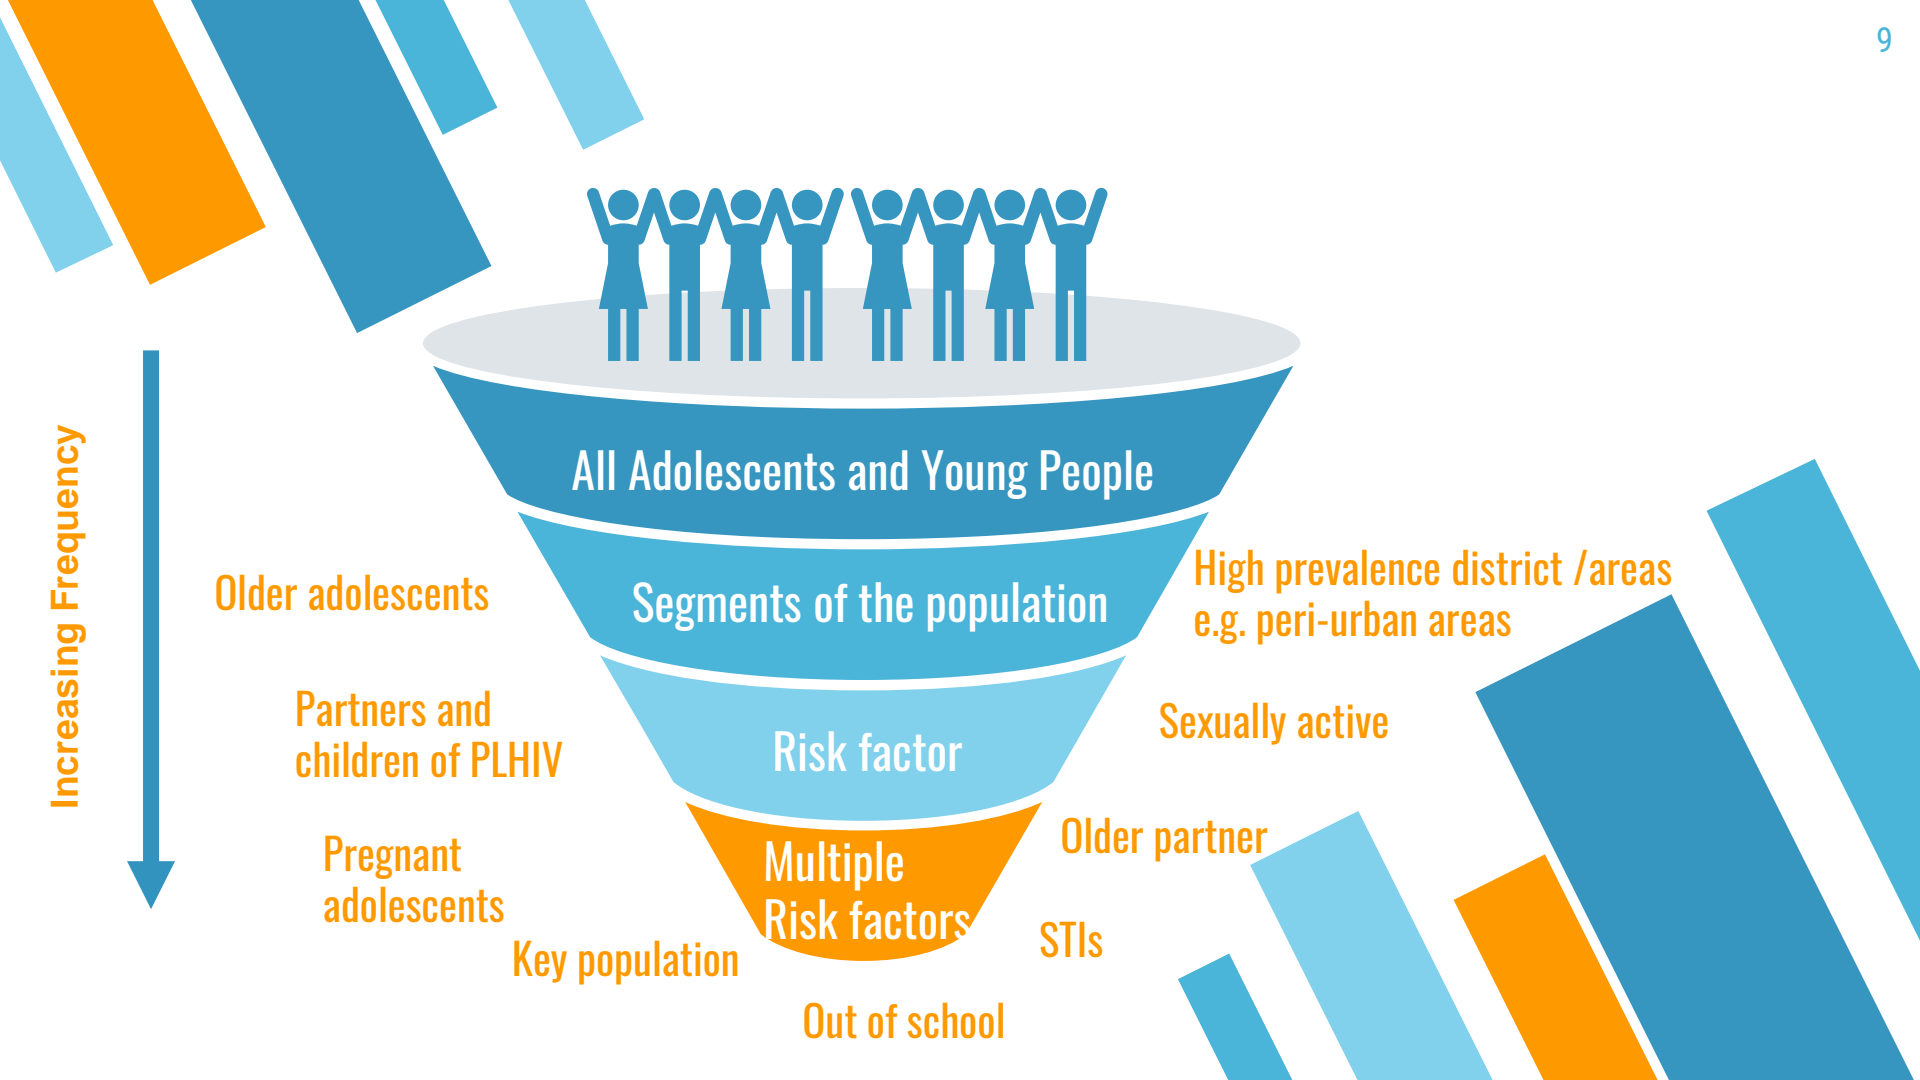 9
All Adolescents and Young People
Increasing Frequency
Older adolescents
Segments of the population
High prevalence district /areas
e.g. peri-urban areas
Partners and
children of PLHIV
Risk factor
Sexually active
Pregnant
adolescents
Multiple
Risk factors
Older partner
Key population
STIs
Out of school